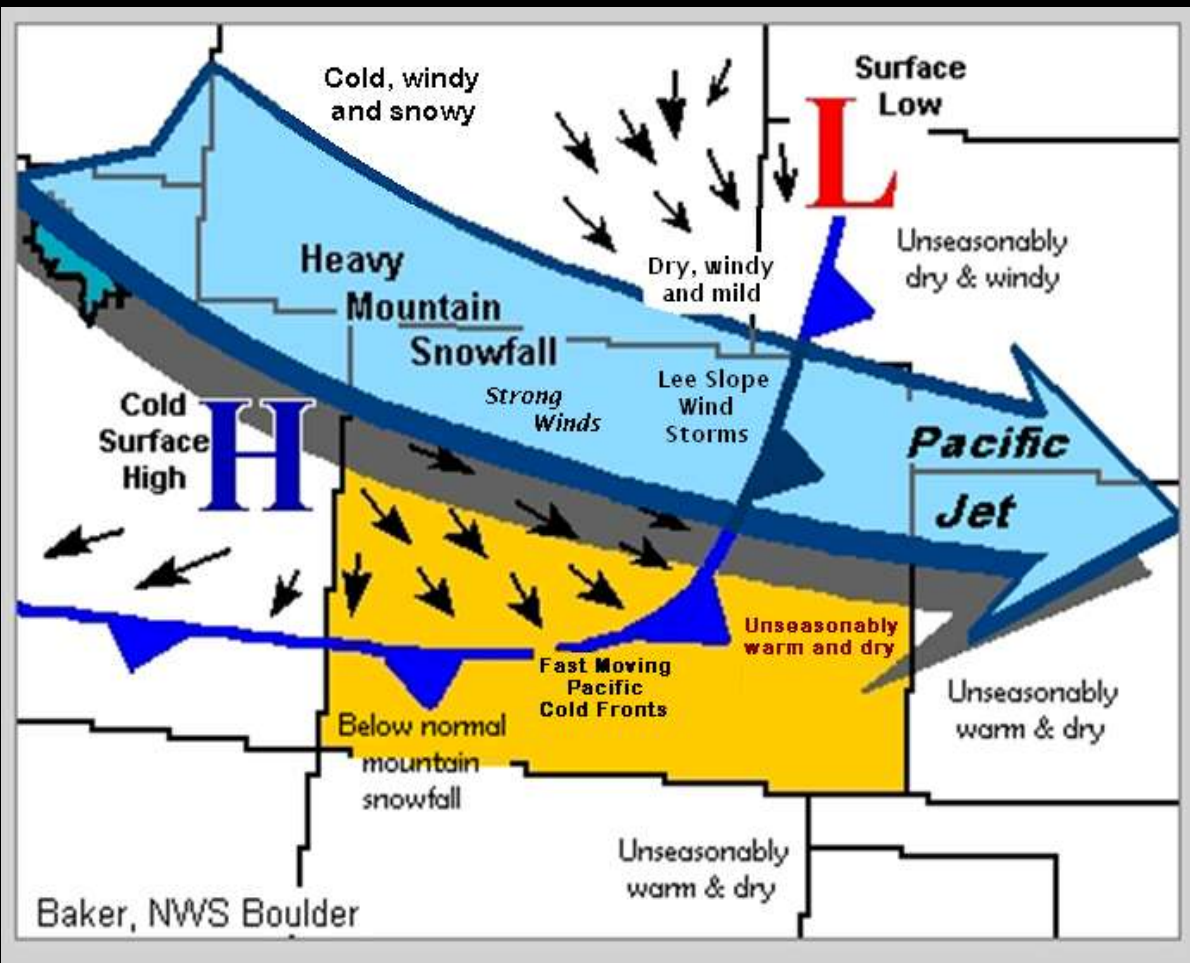 Cold, windy
and snowy
Surface
Low
L
Unseasonably
dry & windy
Dry, windy
and mild
Heavy
Mountain
Snowfall
Strong
Winds
Lee Slope
Wind
Storms
Cold
Surface
High
H
Pacific
Jet
Unseasonably
warm and dry
Fast Moving
Pacific
Cold Fronts
Unseasonably
warm & dry
Below normal
mountain
snowfall
Unseasonably
warm & dry
Baker, NWS Boulder